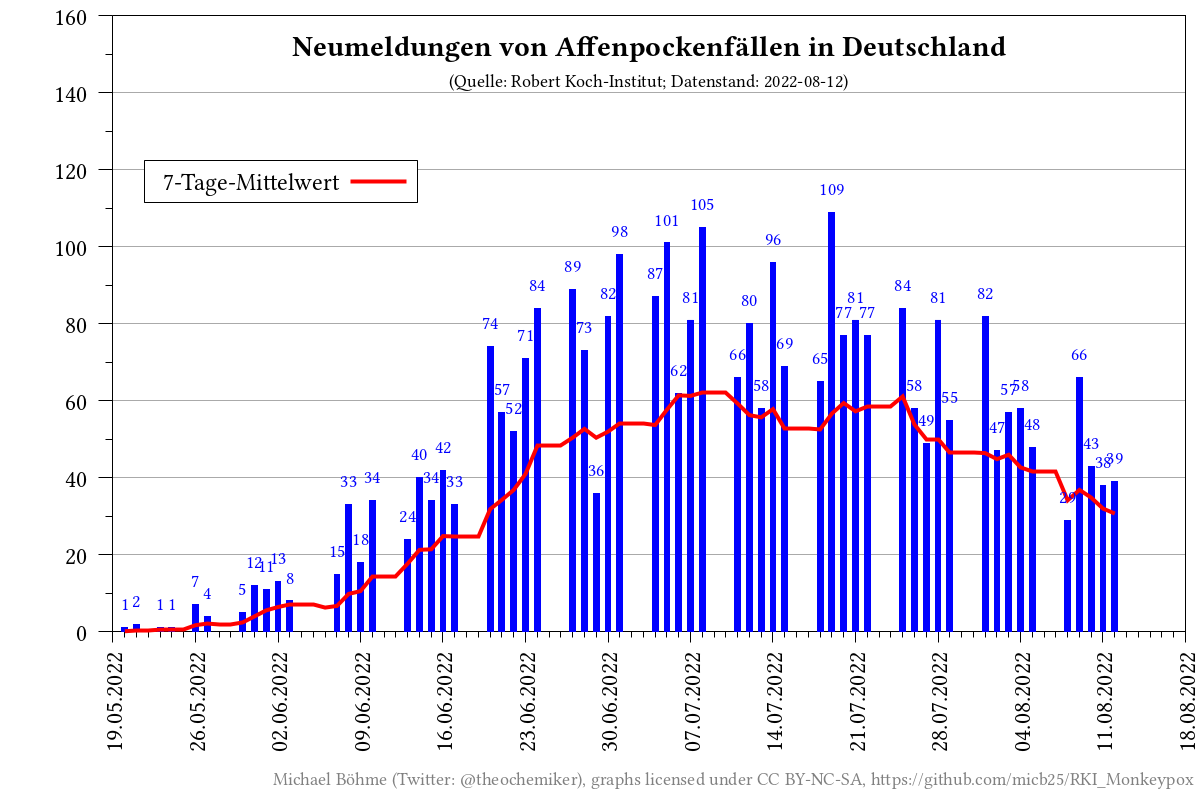 Neumeldungen von Affenpockenfällen in Deutschland
(Quelle: Robert Koch-Institut; Datenstand: 2022-08-12)
7-Tage-Mittelwert
160
140
120
100
80
60
40
20
0
1 2 1 1 7 4 5 12 11 13 8 15 33 18 34 24 40 34 42 33 74 57 52 71 84 89 73 36 82 98 87 101 62 81 105 66 80 58 96 69 65 109 77 81 77 84 58 49 81 55 82 47 57 58 48 29 66 43 38 39
19.05.2022 26.05.2022 02.06.2022 09.06.2022 16.06.2022 23.06.2022 30.06.2022 07.07.2022 14.07.2022 21.07.2022 28.07.2022 04.08.2022 11.08.2022 18.08.2022
Michael Böhme (Twitter: @theochemiker), graphs licensed under CC BY-NC-SA, https://github.com/micb25/RKI_Monkeypox